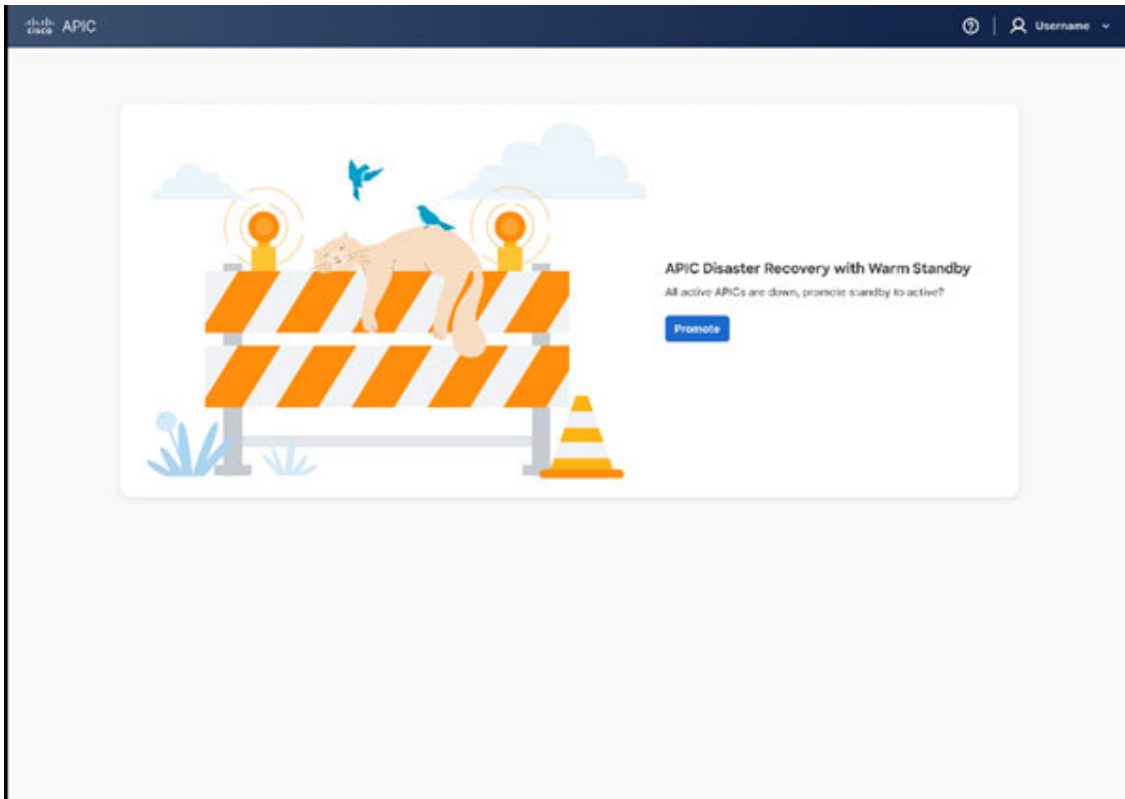 cisco APIC
Username
APIC Disaster Recovery with Warm Standby
All active APICs are down, promote standby to active?
Promote